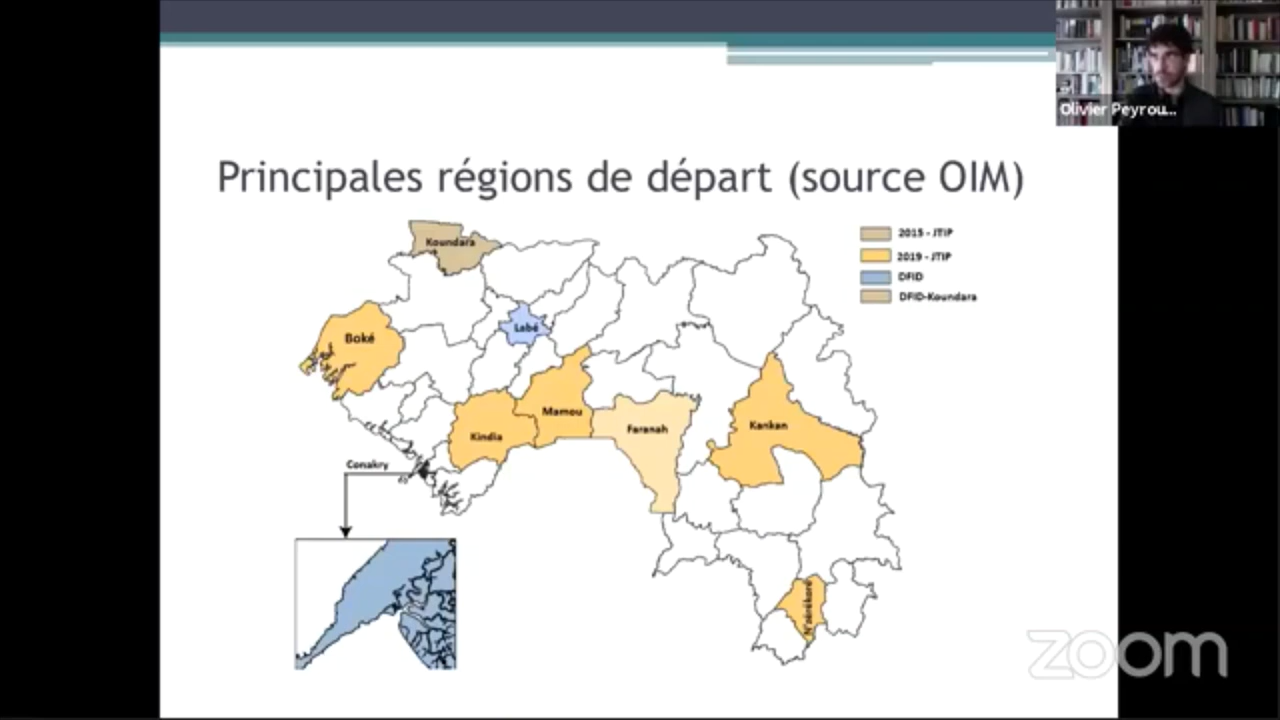 Olivier Peyrou...
Principales régions de départ (source OIM)
Koundara
2015 - JTIP
2019 - JTIP
DFID
DFID-Koundara
Labé
Boké
Mamou
Kindia
Faranah
Kankan
Conakry
N'zérékoré
zoom